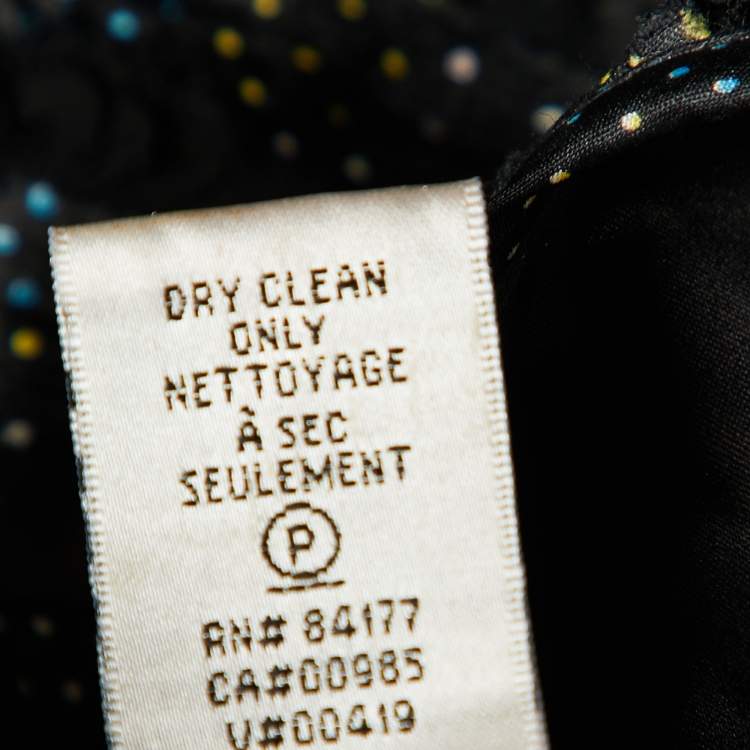 DRY CLEAN
ONLY
NETTOYAGE
À SEC
SEULEMENT
P
RN# 84177
CA#00985
V#00419